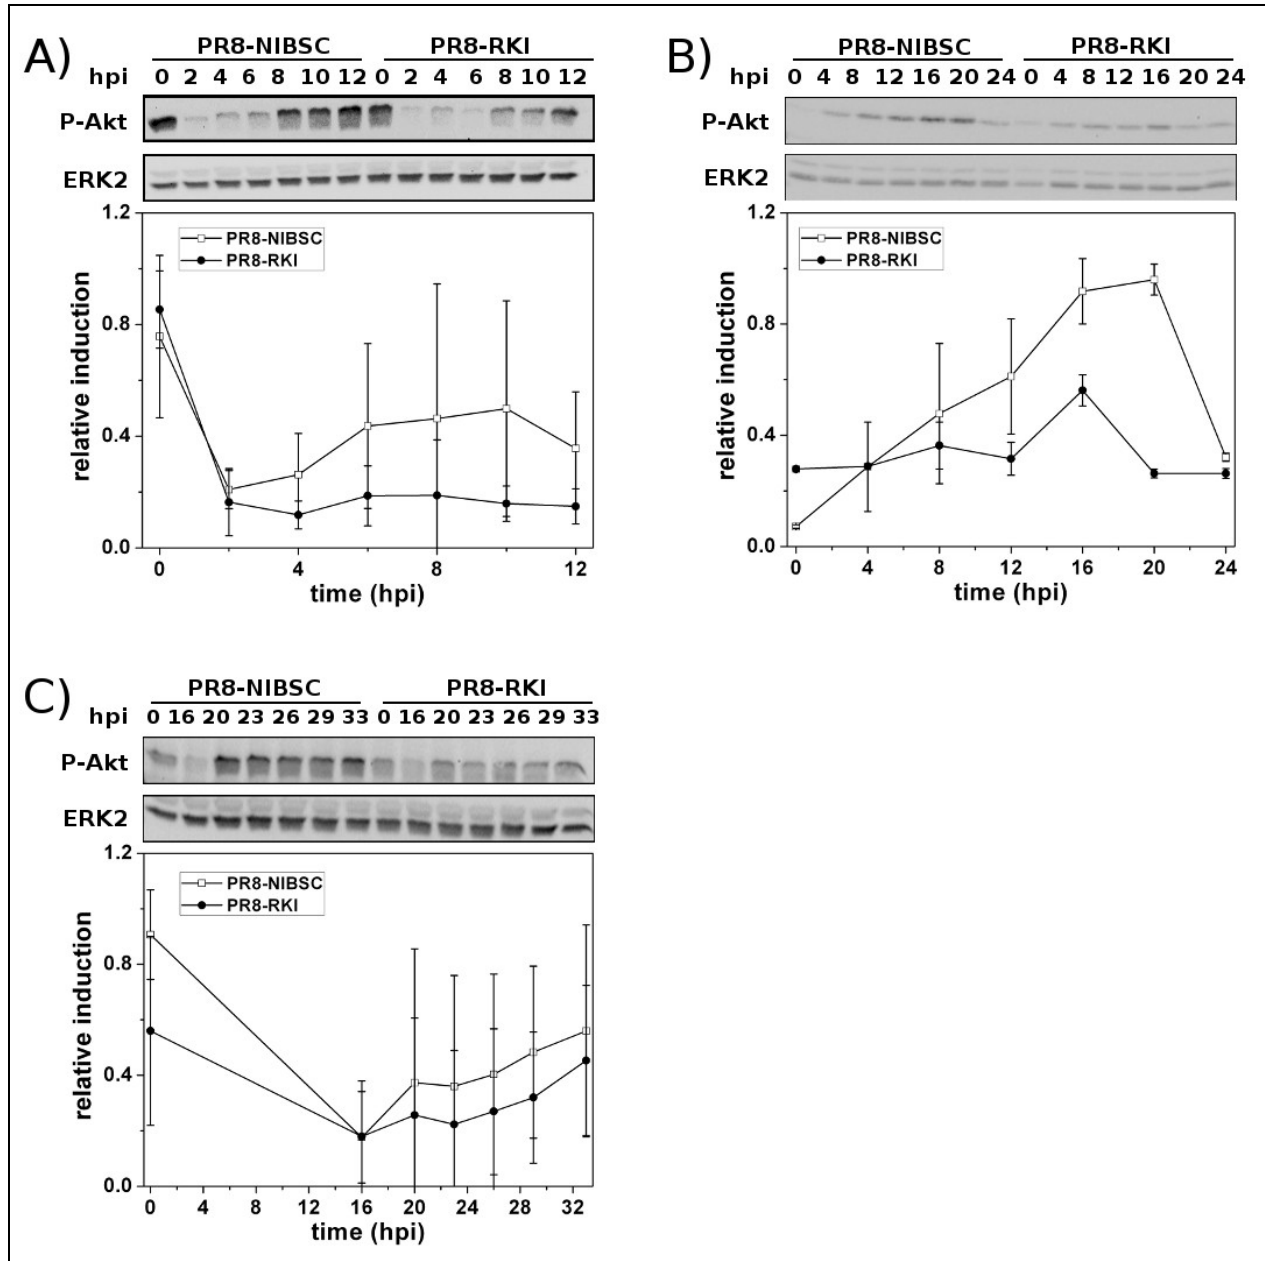 A)
PR8-NIBSC PR8-RKI
hpi 0 2 4 6 8 10 12 0 2 4 6 8 10 12
P-Akt
ERK2
1.2
PR8-NIBSC
PR8-RKI
0.8
relative induction
0.4
0.0
0 4 8 12
time (hpi)
B)
PR8-NIBSC PR8-RKI
hpi 0 4 8 12 16 20 24 0 4 8 12 16 20 24
P-Akt
ERK2
1.2
PR8-NIBSC
PR8-RKI
0.8
relative induction
0.4
0.0
0 4 8 12 16 20 24
time (hpi)
C)
PR8-NIBSC PR8-RKI
hpi 0 16 20 23 26 29 33 0 16 20 23 26 29 33
P-Akt
ERK2
1.2
PR8-NIBSC
PR8-RKI
0.8
relative induction
0.4
0.0
0 4 8 12 16 20 24 28 32
time (hpi)